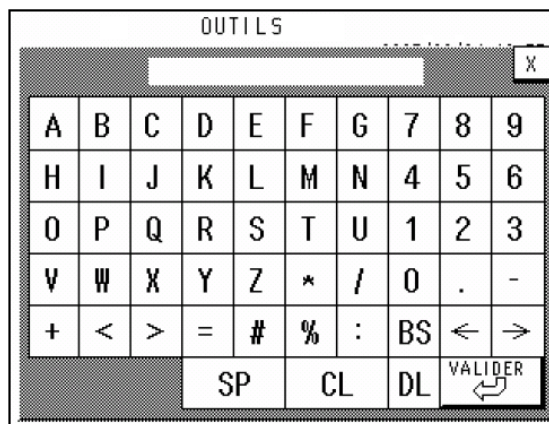 OUTILS
X
A B C D E F G 7 8 9
H I J K L M N 4 5 6
O P Q R S T U 1 2 3
V W X Y Z * / 0 . -
+ < > = # % : BS ← →
SP CL DL VALIDER